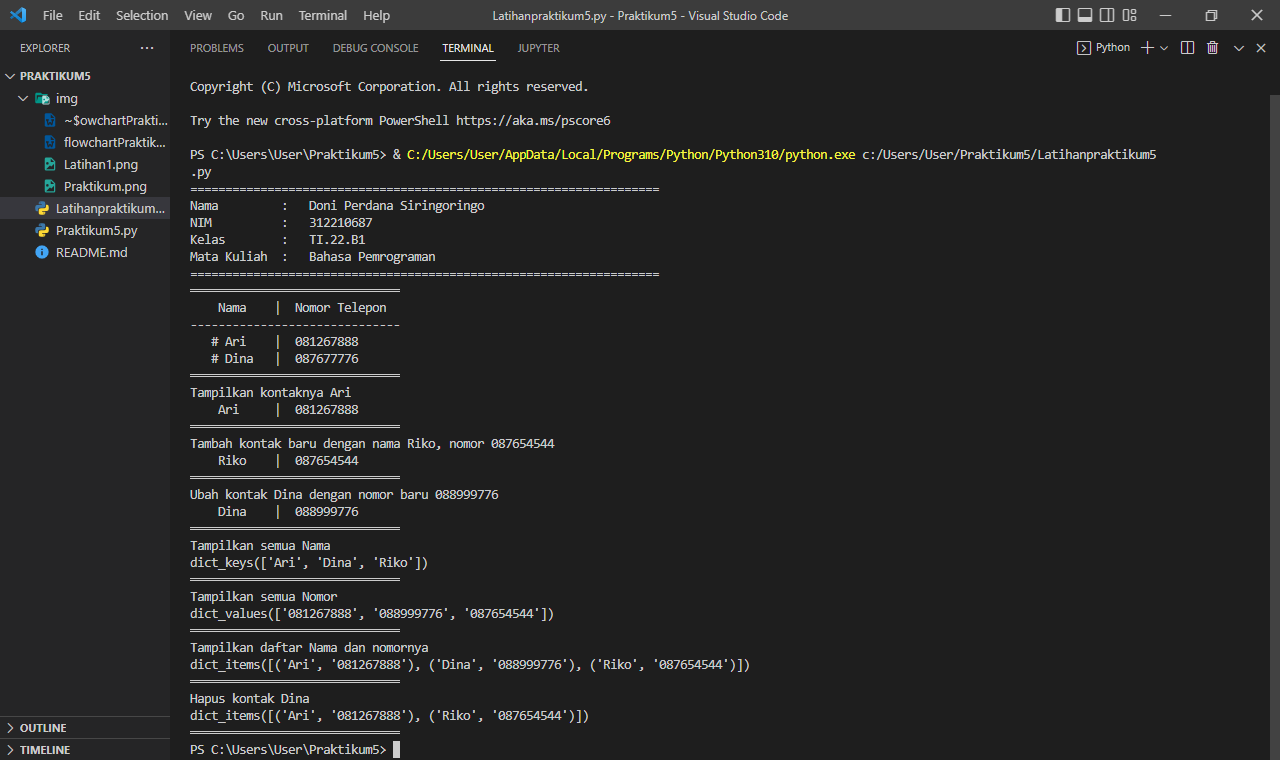 File Edit Selection View Go Run Terminal Help
Latihanpraktikum5.py - Praktikum5 - Visual Studio Code
EXPLORER
PRAKTIKUM5
img
~$owchartPrakti...
flowchartPraktik...
Latihan1.png
Praktikum.png
Latihanpraktikum...
Praktikum5.py
README.md
OUTLINE
TIMELINE
PROBLEMS OUTPUT DEBUG CONSOLE TERMINAL JUPYTER
Python
Copyright (C) Microsoft Corporation. All rights reserved.
Try the new cross-platform PowerShell https://aka.ms/pscore6
PS C:\Users\User\Praktikum5> & C:/Users/User/AppData/Local/Programs/Python/Python310/python.exe c:/Users/User/Praktikum5/Latihanpraktikum5
.py
===================================================================
Nama         :   Doni Perdana Siringoringo
NIM          :   312210687
Kelas        :   TI.22.B1
Mata Kuliah  :   Bahasa Pemrograman
===================================================================
══════════════════════════════
    Nama    |  Nomor Telepon
------------------------------
   # Ari    |  081267888
   # Dina   |  087677776
══════════════════════════════
Tampilkan kontaknya Ari
    Ari     |  081267888
══════════════════════════════
Tambah kontak baru dengan nama Riko, nomor 087654544
    Riko    |  087654544
══════════════════════════════
Ubah kontak Dina dengan nomor baru 088999776
    Dina    |  088999776
══════════════════════════════
Tampilkan semua Nama
dict_keys(['Ari', 'Dina', 'Riko'])
══════════════════════════════
Tampilkan semua Nomor
dict_values(['081267888', '088999776', '087654544'])
══════════════════════════════
Tampilkan daftar Nama dan nomornya
dict_items([('Ari', '081267888'), ('Dina', '088999776'), ('Riko', '087654544')])
══════════════════════════════
Hapus kontak Dina
dict_items([('Ari', '081267888'), ('Riko', '087654544')])
══════════════════════════════
PS C:\Users\User\Praktikum5>